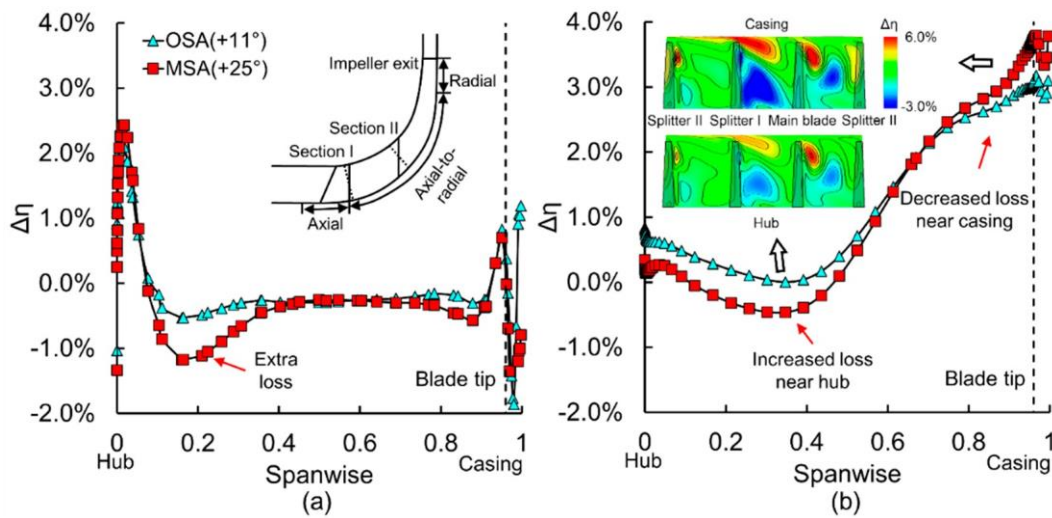 4.0%
3.0%
2.0%
1.0%
0.0%
-1.0%
-2.0%
Δη
OSA(+11°)
MSA(+25°)
Impeller exit
Radial
Section II
Section I
Axial-to-radial
Axial
Extra
loss
Blade tip
0 0.2 0.4 0.6 0.8 1
Hub
Spanwise
Casing
(a)
4.0%
3.0%
2.0%
1.0%
0.0%
-1.0%
-2.0%
Δη
Casing
Δη
6.0%
-3.0%
Splitter II Splitter I Main blade Splitter II
Hub
Decreased loss
near casing
Increased loss
near hub
Blade tip
0 0.2 0.4 0.6 0.8 1
Hub
Spanwise
Casing
(b)